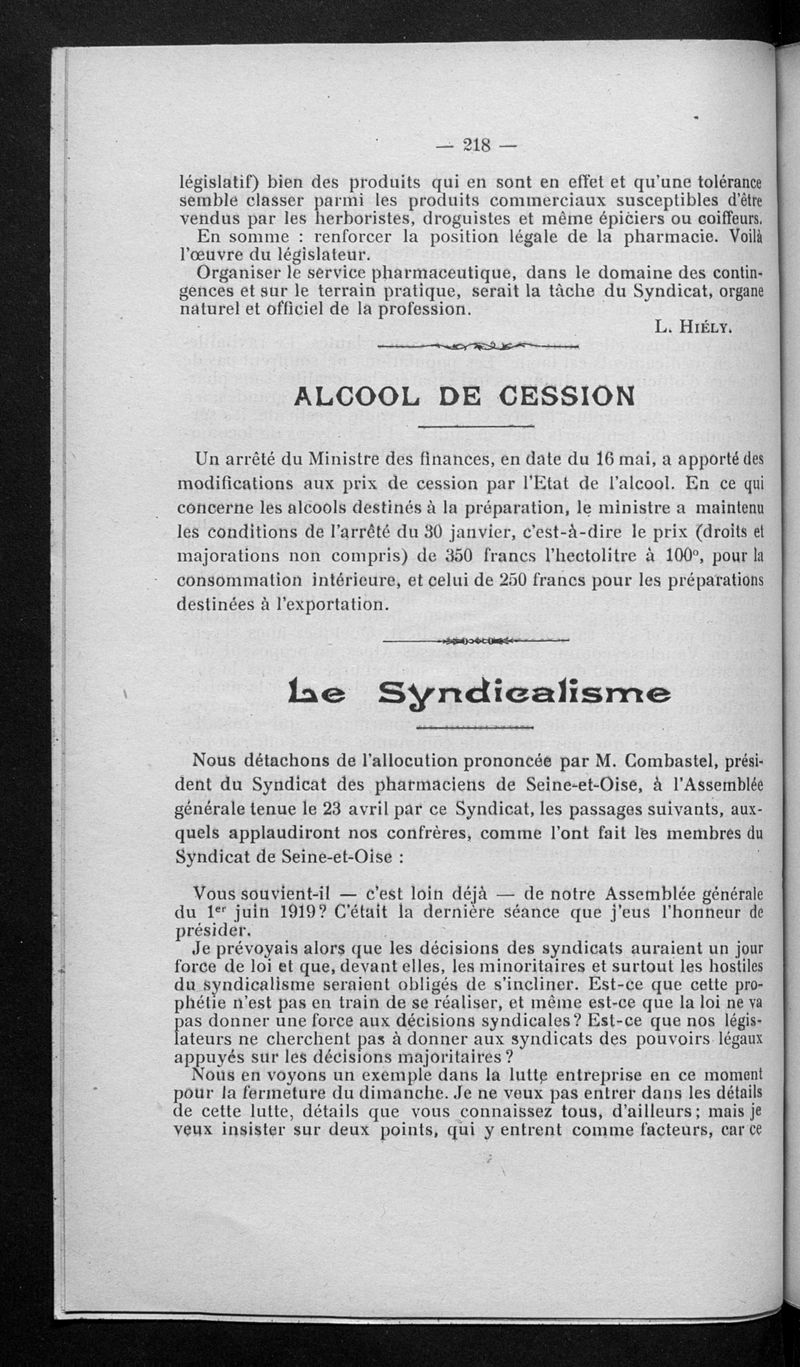 — 218 —
législatif) bien des produits qui en sont en effet et qu'une tolérance
semble classer parmi les produits commerciaux susceptibles d'être
vendus par les herboristes, droguistes et même épiciers ou coiffeurs.
En somme : renforcer la position légale de la pharmacie. Voilà
l'œuvre du législateur.
Organiser le service pharmaceutique, dans le domaine des contin-
gences et sur le terrain pratique, serait la tâche du Syndicat, organe
naturel et officiel de la profession.
L. HIÉLY.
ALCOOL DE CESSION
Un arrêté du Ministre des finances, en date du 16 mai, a apporté des
modifications aux prix de cession par l'Etat de l'alcool. En ce qui
concerne les alcools destinés à la préparation, le ministre a maintenu
les conditions de l'arrêté du 30 janvier, c'est-à-dire le prix (droits et
majorations non compris) de 350 francs l'hectolitre à 100°, pour la
consommation intérieure, et celui de 250 francs pour les préparations
destinées à l'exportation.
Le Syndicalisme
Nous détachons de l'allocution prononcée par M. Combastel, prési-
dent du Syndicat des pharmaciens de Seine-et-Oise, à l'Assemblée
générale tenue le 23 avril par ce Syndicat, les passages suivants, aux-
quels applaudiront nos confrères, comme l'ont fait les membres du
Syndicat de Seine-et-Oise :
Vous souvient-il — c'est loin déjà — de notre Assemblée générale
du 1er juin 1919? C'était la dernière séance que j'eus l'honneur de
présider.
Je prévoyais alors que les décisions des syndicats auraient un jour
force de loi et que, devant elles, les minoritaires et surtout les hostiles
du syndicalisme seraient obligés de s'incliner. Est-ce que cette pro-
phétie n'est pas en train de se réaliser, et même est-ce que la loi ne va
pas donner une force aux décisions syndicales? Est-ce que nos légis-
lateurs ne cherchent pas à donner aux syndicats des pouvoirs légaux
appuyés sur les décisions majoritaires?
Nous en voyons un exemple dans la lutte entreprise en ce moment
pour la fermeture du dimanche. Je ne veux pas entrer dans les détails
de cette lutte, détails que vous connaissez tous, d'ailleurs; mais je
veux insister sur deux points, qui y entrent comme facteurs, car ce